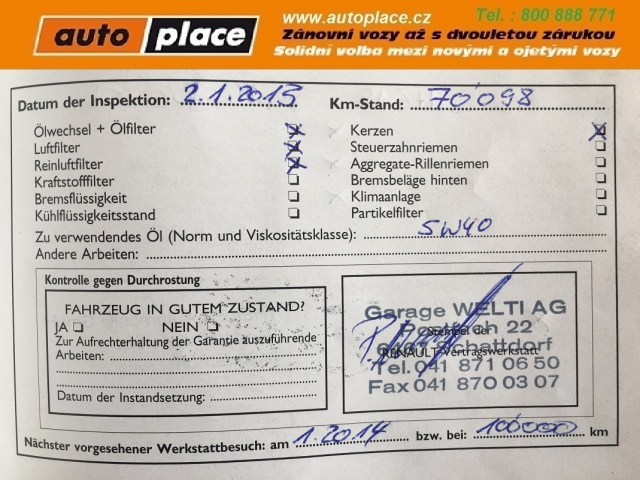 auto place
www.autoplace.cz
Tel. : 800 888 771
Zánovní vozy až s dvouletou zárukou
Solidní volba mezi novými a ojetými vozy
Datum der Inspektion: 2.1.2013 Km-Stand: 70'098
Ölwechsel + Ölfilter Kerzen
Luftfilter Steuerzahnriemen
Reinluftfilter Aggregate-Rillenriemen
Kraftstofffilter Bremsbeläge hinten
Bremsflüssigkeit Klimaanlage
Kühlflüssigkeitsstand Partikelfilter
Zu verwendendes Öl (Norm und Viskositätsklasse): 5W40
Andere Arbeiten:
Kontrolle gegen Durchrostung
FAHRZEUG IN GUTEM ZUSTAND?
JA NEIN
Zur Aufrechterhaltung der Garantie auszuführende
Arbeiten:
Datum der Instandsetzung:
Garage WELTI AG
Postfach 22
Stempel der
Schattdorf
RENAULT-Vertragswerkstatt
Tel. 041 871 06 50
Fax 041 870 03 07
Nächster vorgesehener Werkstattbesuch: am 1.2014 bzw. bei: 100'000 km